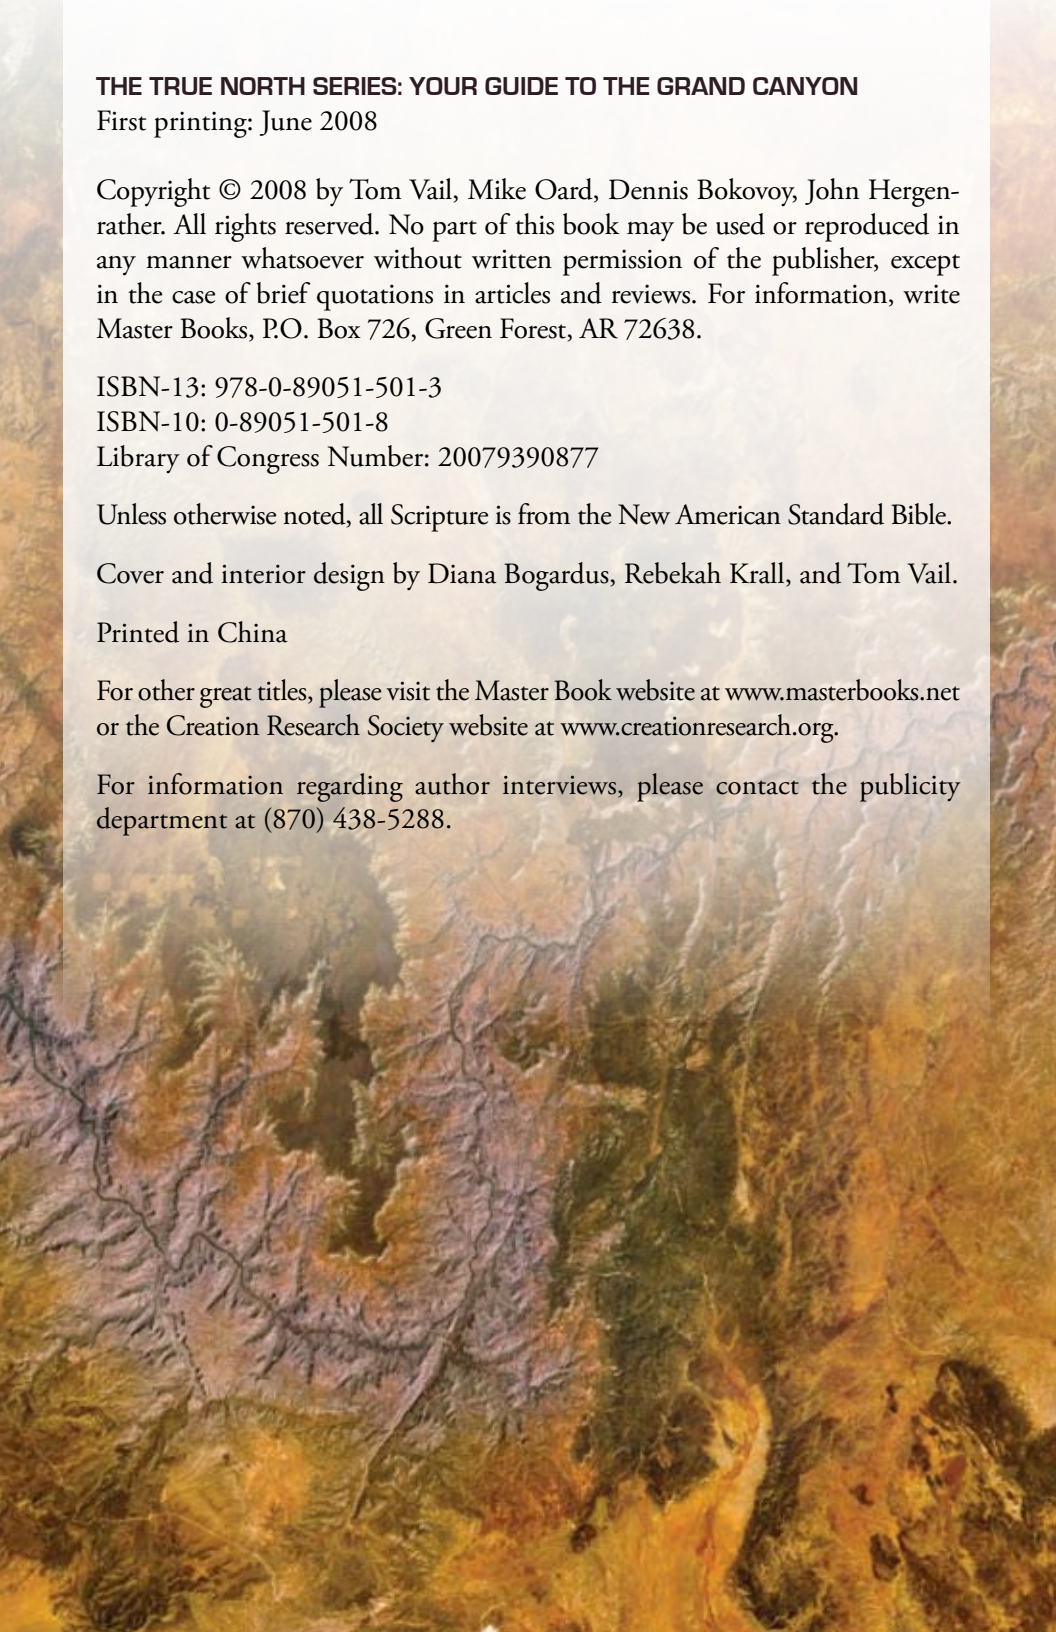 THE TRUE NORTH SERIES: YOUR GUIDE TO THE GRAND CANYON
First printing: June 2008
Copyright © 2008 by Tom Vail, Mike Oard, Dennis Bokovoy, John Hergen-
rather. All rights reserved. No part of this book may be used or reproduced in
any manner whatsoever without written permission of the publisher, except
in the case of brief quotations in articles and reviews. For information, write
Master Books, P.O. Box 726, Green Forest, AR 72638.
ISBN-13: 978-0-89051-501-3
ISBN-10: 0-89051-501-8
Library of Congress Number: 20079390877
Unless otherwise noted, all Scripture is from the New American Standard Bible.
Cover and interior design by Diana Bogardus, Rebekah Krall, and Tom Vail.
Printed in China
For other great titles, please visit the Master Book website at www.masterbooks.net
or the Creation Research Society website at www.creationresearch.org.
For information regarding author interviews, please contact the publicity
department at (870) 438-5288.